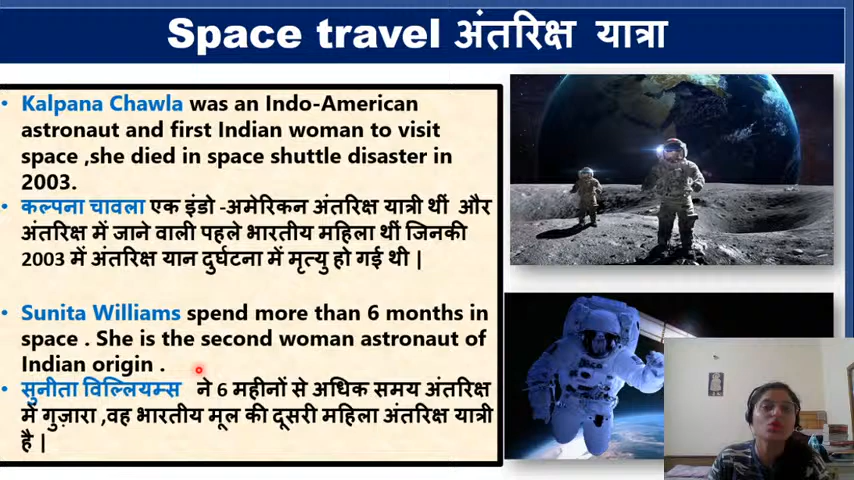 Space travel अंतरिक्ष यात्रा
• Kalpana Chawla was an Indo-American
astronaut and first Indian woman to visit
space ,she died in space shuttle disaster in
2003.
• कल्पना चावला एक इंडो -अमेरिकन अंतरिक्ष यात्री थीं और
अंतरिक्ष में जाने वाली पहले भारतीय महिला थीं जिनकी
2003 में अंतरिक्ष यान दुर्घटना में मृत्यु हो गई थी |
• Sunita Williams spend more than 6 months in
space . She is the second woman astronaut of
Indian origin .
• सुनीता विल्लियम्स ने 6 महीनों से अधिक समय अंतरिक्ष
में गुज़ारा ,वह भारतीय मूल की दूसरी महिला अंतरिक्ष यात्री
है |